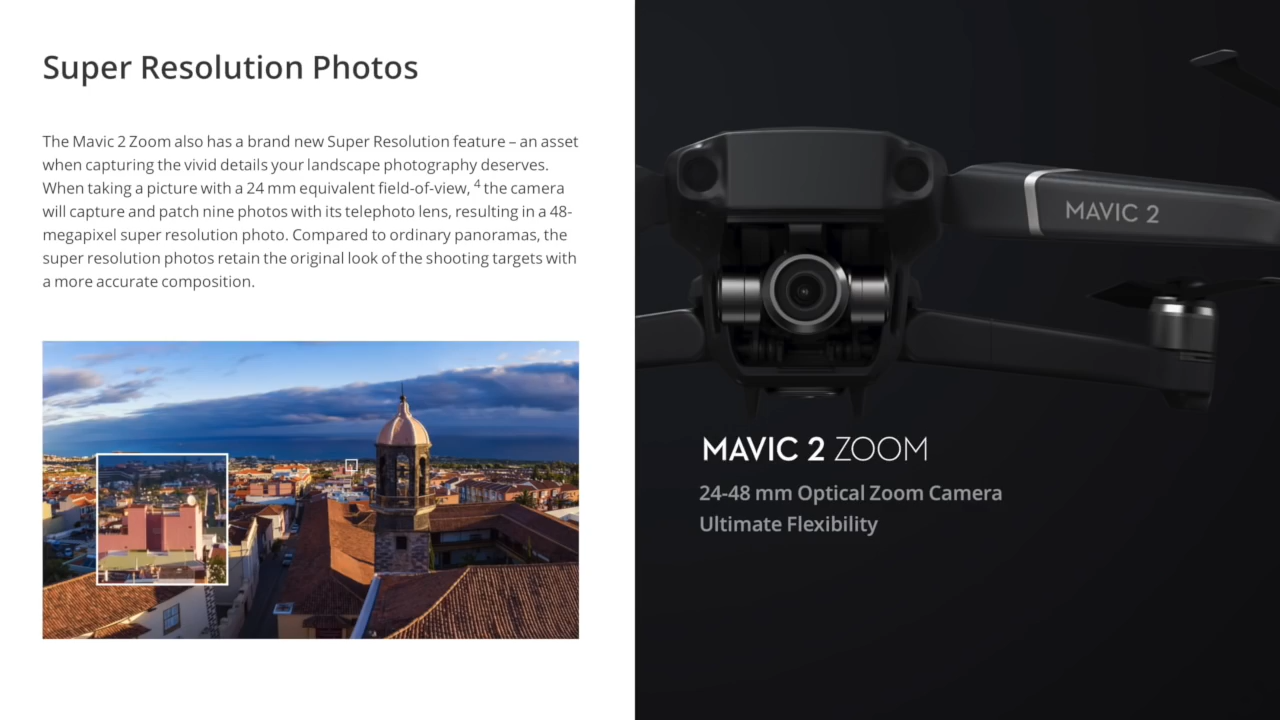 Super Resolution Photos
The Mavic 2 Zoom also has a brand new Super Resolution feature – an asset
when capturing the vivid details your landscape photography deserves.
When taking a picture with a 24 mm equivalent field-of-view, 4 the camera
will capture and patch nine photos with its telephoto lens, resulting in a 48-
megapixel super resolution photo. Compared to ordinary panoramas, the
super resolution photos retain the original look of the shooting targets with
a more accurate composition.
MAVIC 2
MAVIC 2 ZOOM
24-48 mm Optical Zoom Camera
Ultimate Flexibility